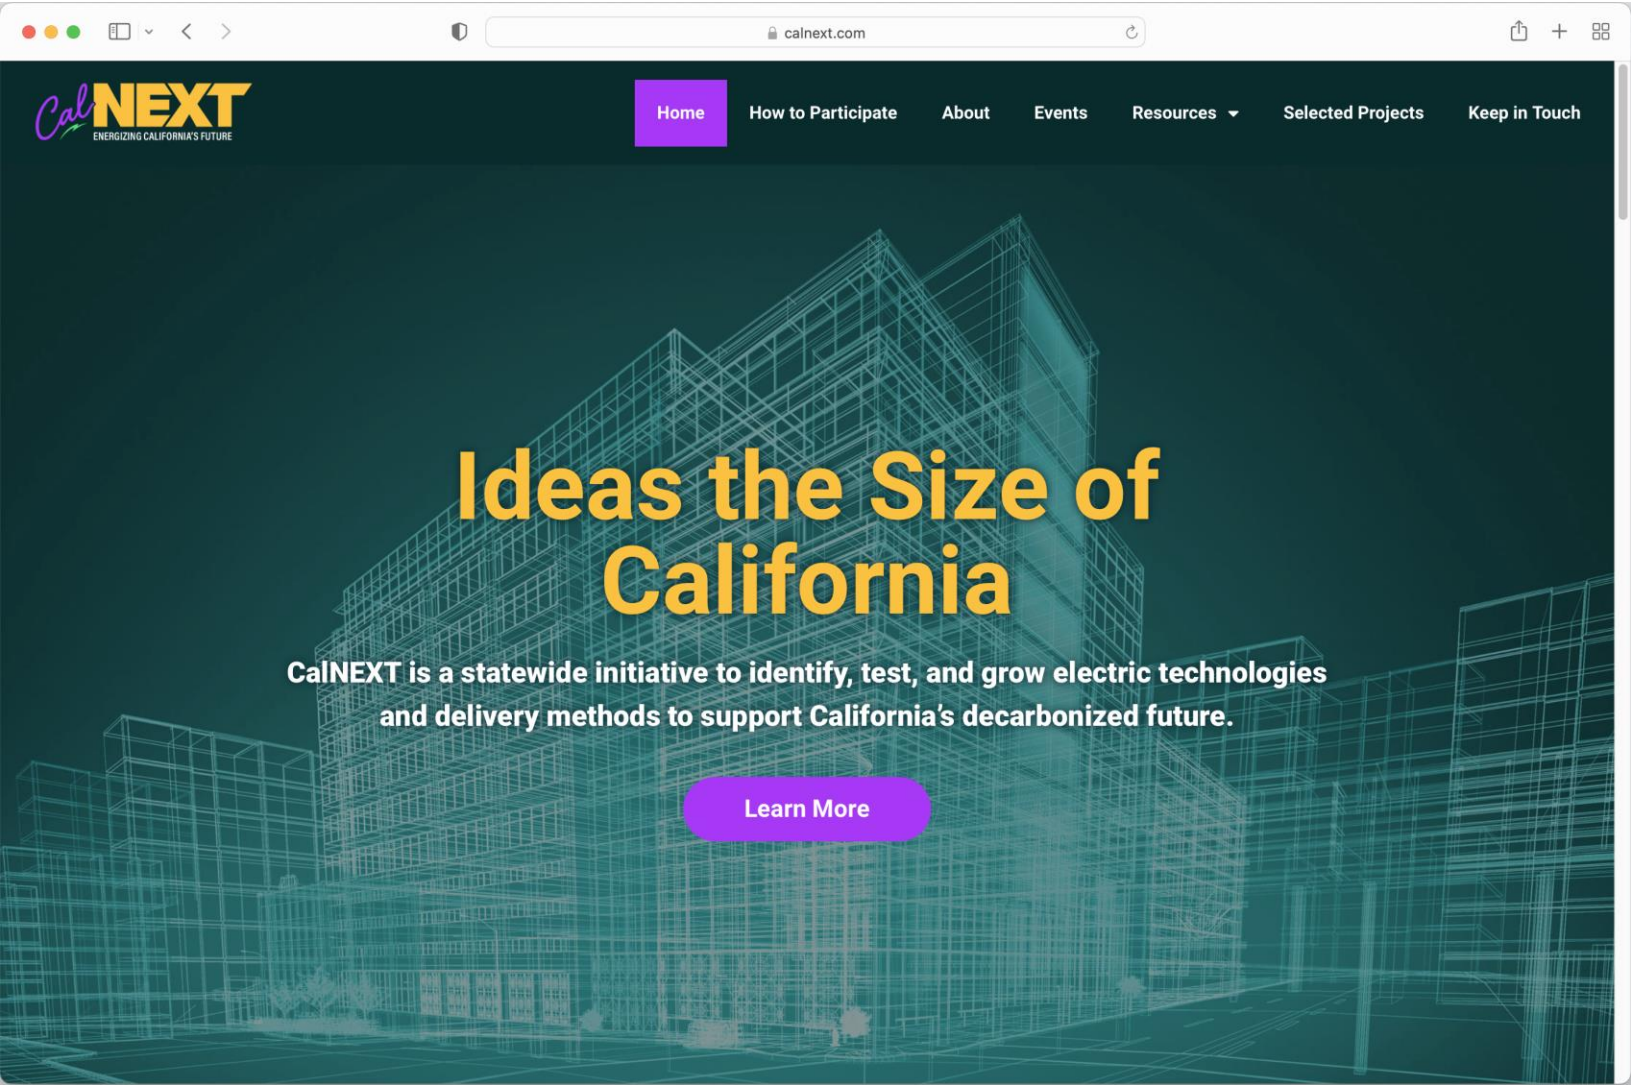 calnext.com
CalNEXT
ENERGIZING CALIFORNIA'S FUTURE
Home
How to Participate
About
Events
Resources
Selected Projects
Keep in Touch
Ideas the Size of
California
CalNEXT is a statewide initiative to identify, test, and grow electric technologies
and delivery methods to support California’s decarbonized future.
Learn More